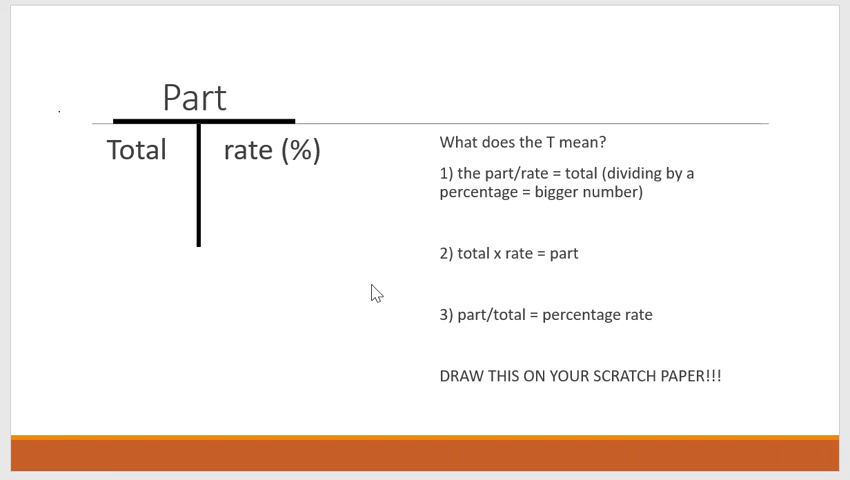 Part
Total rate (%)
What does the T mean?
1) the part/rate = total (dividing by a
percentage = bigger number)
2) total x rate = part
3) part/total = percentage rate
DRAW THIS ON YOUR SCRATCH PAPER!!!